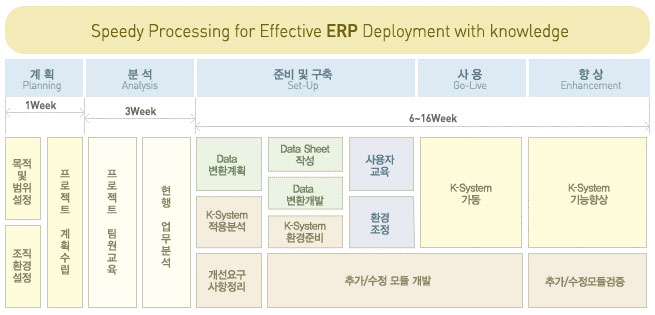 Speedy Processing for Effective ERP Deployment with knowledge
계 획
Planning
분 석
Analysis
준비 및 구축
Set-Up
사 용
Go-Live
향 상
Enhancement
1Week
3Week
6~16Week
목적
및
범위
설정
조직
환경
설정
프로젝트 계획수립
프로젝트 팀원교육
현행 업무분석
Data
변환계획
K-System
적용분석
개선요구
사항정리
Data Sheet
작성
Data
변환개발
K-System
환경준비
사용자
교육
환경
조정
추가/수정 모듈 개발
K-System
가동
K-System
기능향상
추가/수정모듈검증